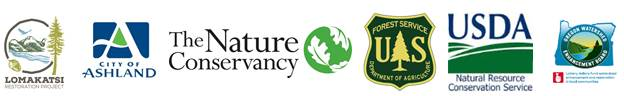 LOMAKATSI
RESTORATION PROJECT
CITY OF
ASHLAND
The Nature
Conservancy
FOREST SERVICE
U S
DEPARTMENT OF AGRICULTURE
USDA
Natural Resource
Conservation Service
OREGON WATERSHED
ENHANCEMENT BOARD